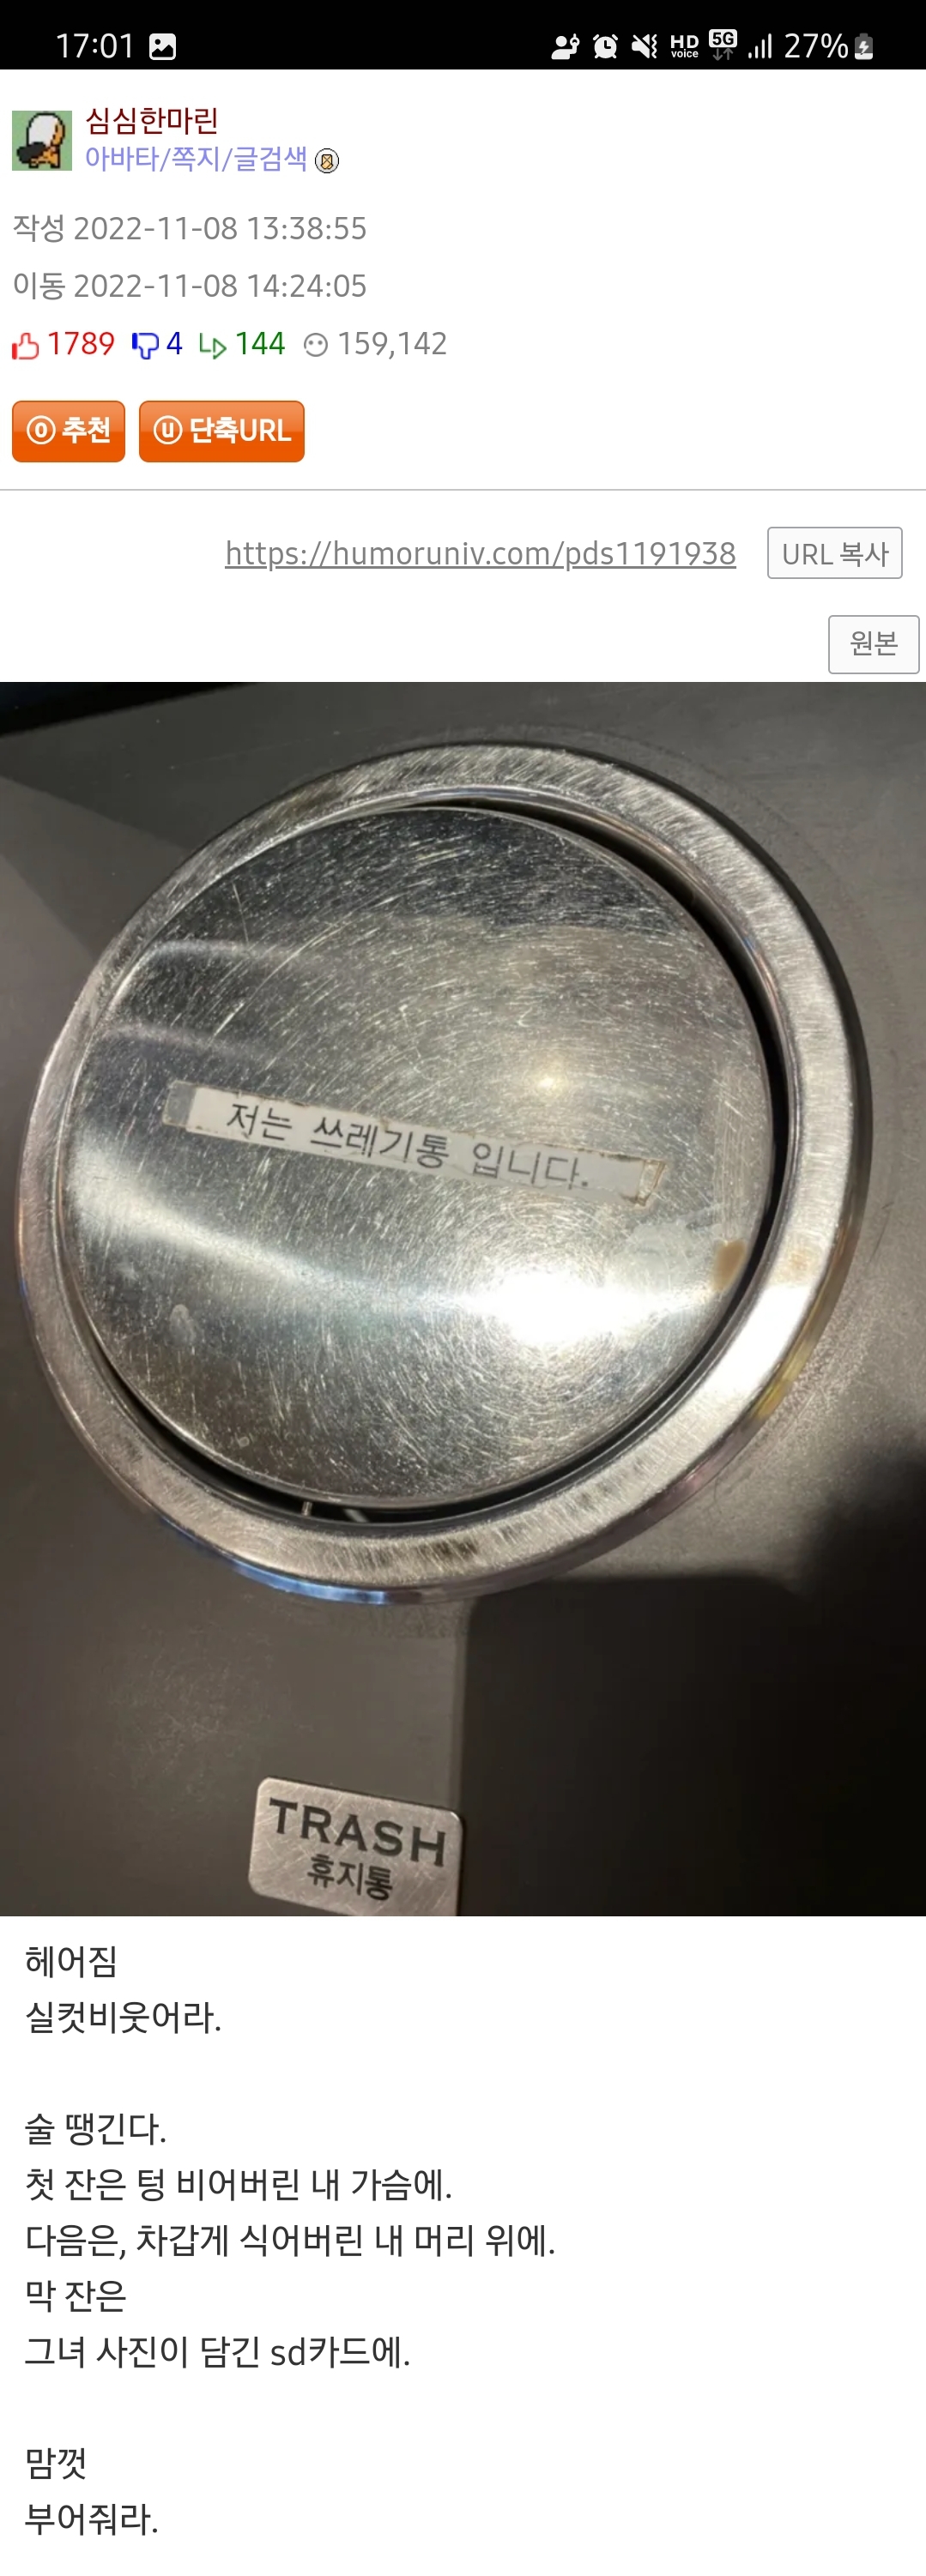 17:01 HD voice 5G 27%
심심한마린
아바타/쪽지/글검색
작성 2022-11-08 13:38:55
이동 2022-11-08 14:24:05
1789 4 144 159,142
추천 단축URL
https://humoruniv.com/pds1191938 URL 복사
원본
저는 쓰레기통 입니다.
TRASH
휴지통
헤어짐
실컷비웃어라.
술 땡긴다.
첫 잔은 텅 비어버린 내 가슴에.
다음은, 차갑게 식어버린 내 머리 위에.
막 잔은
그녀 사진이 담긴 sd카드에.
맘껏
부어줘라.